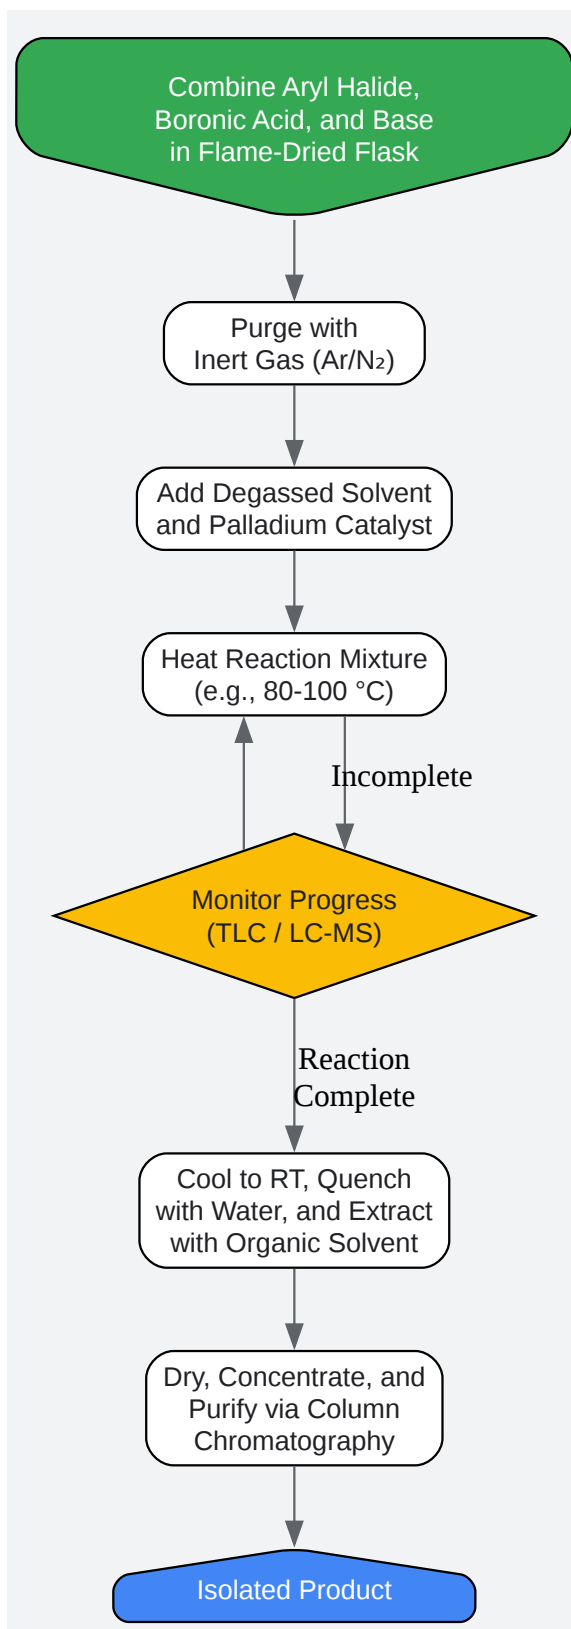 Combine Aryl Halide,
Boronic Acid, and Base
in Flame-Dried Flask
Purge with
Inert Gas (Ar/N₂)
Add Degassed Solvent
and Palladium Catalyst
Heat Reaction Mixture
(e.g., 80-100 °C)
Incomplete
Monitor Progress
(TLC / LC-MS)
Reaction
Complete
Cool to RT, Quench
with Water, and Extract
with Organic Solvent
Dry, Concentrate, and
Purify via Column
Chromatography
Isolated Product